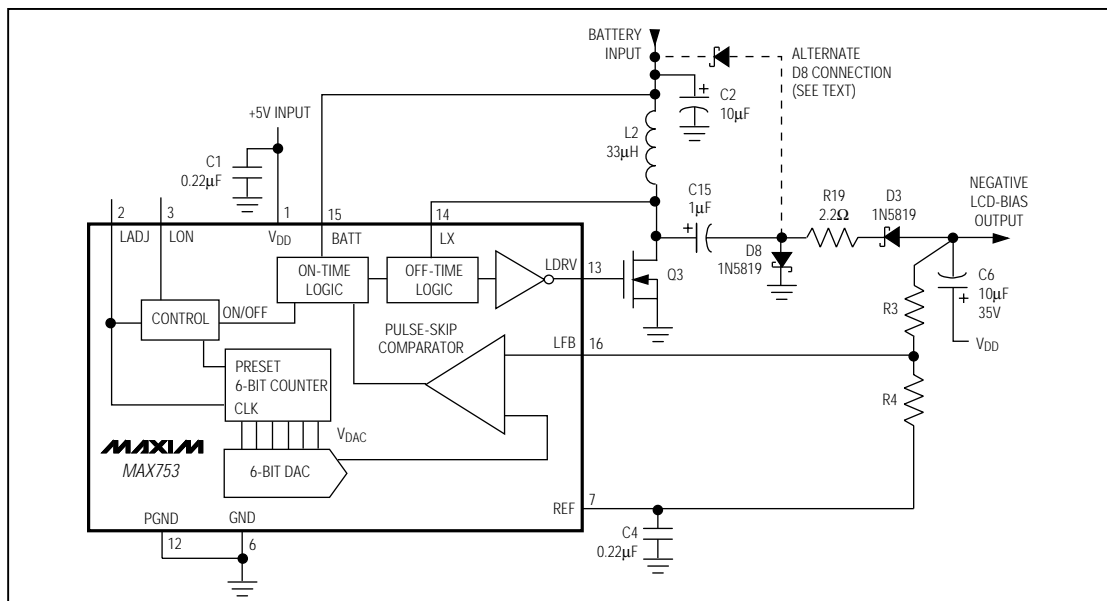 BATTERY
INPUT
ALTERNATE
D8 CONNECTION
(SEE TEXT)
+
C2
10µF
+5V INPUT
L2
33µH
C1
0.22µF
C15
1µF
+
R19
2.2Ω
D3
1N5819
NEGATIVE
LCD-BIAS
OUTPUT
2
3
1
15
14
LADJ
LON
VDD
BATT
LX
D8
1N5819
ON-TIME
LOGIC
OFF-TIME
LOGIC
LDRV
13
Q3
C6
10µF
35V
+
R3
CONTROL
ON/OFF
PULSE-SKIP
COMPARATOR
LFB
16
VDD
PRESET
6-BIT COUNTER
CLK
R4
VDAC
MAXIM
MAX753
6-BIT DAC
REF
7
PGND
GND
12
6
C4
0.22µF